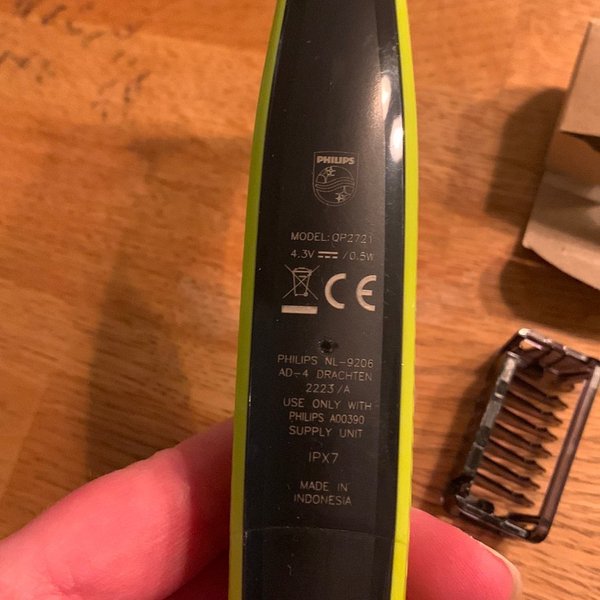 PHILIPS
MODEL: QP2721
4.3V ⎓ / 0.5W
CE
PHILIPS NL-9206
AD-4 DRACHTEN
2223 /A
USE ONLY WITH
PHILIPS A00390
SUPPLY UNIT
IPX7
MADE IN
INDONESIA